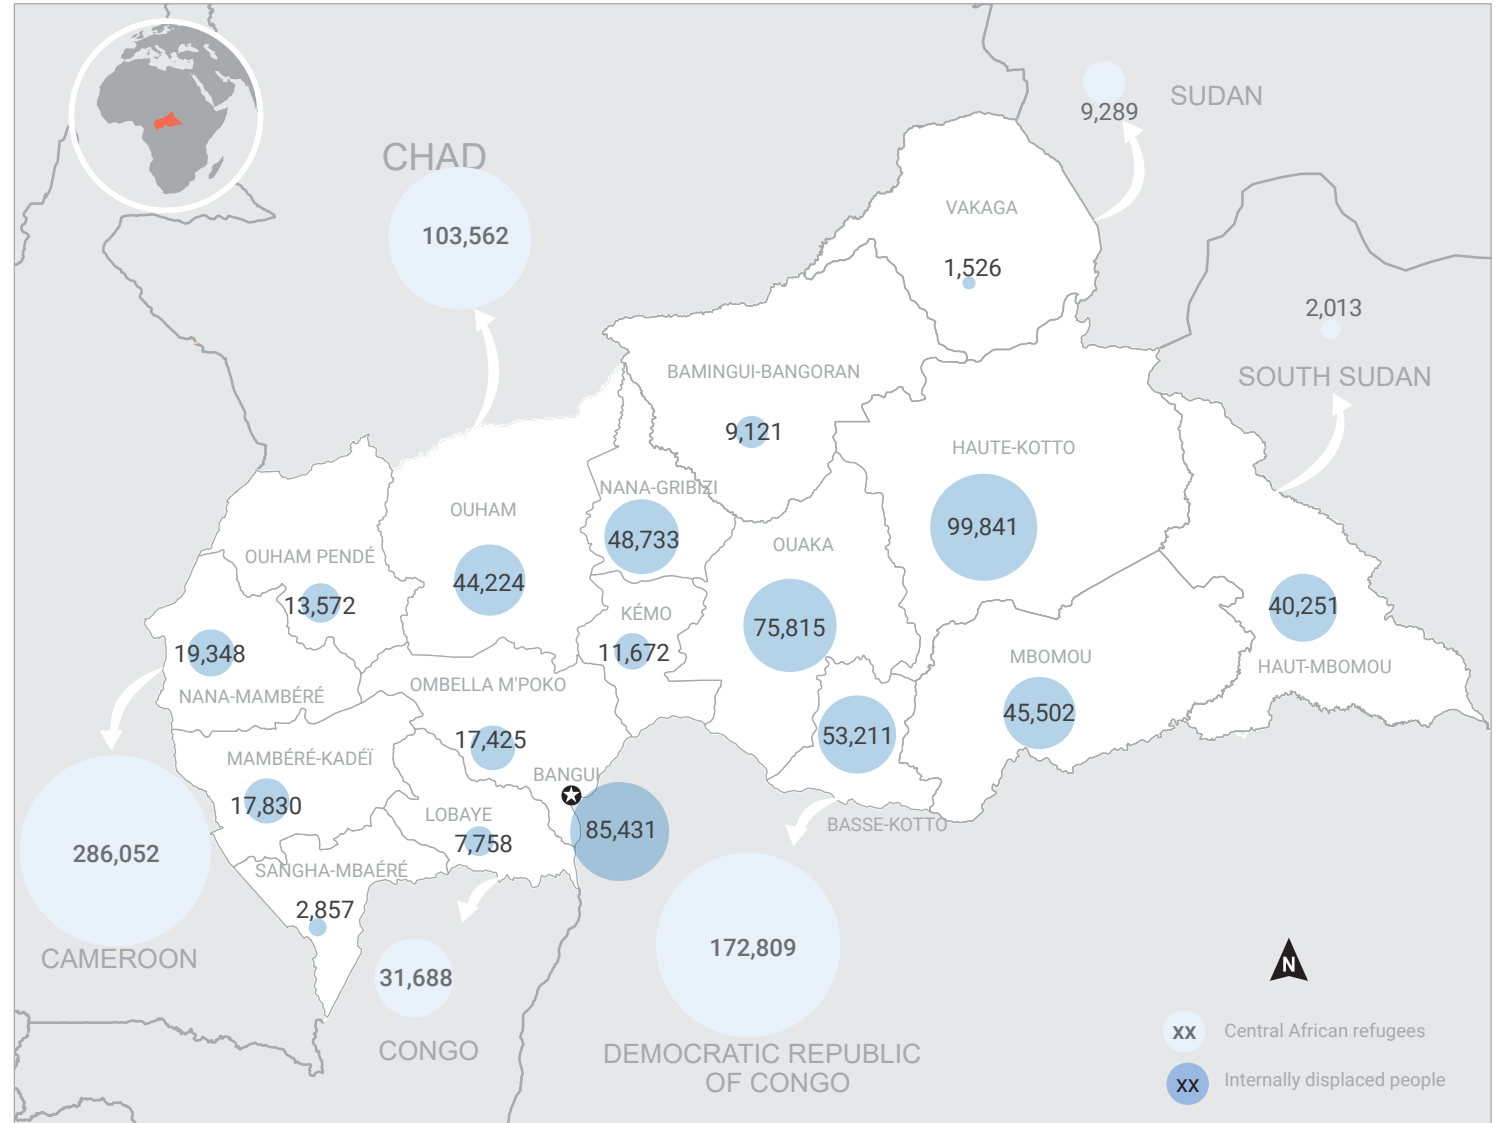 SUDAN
9,289
CHAD
103,562
VAKAGA
1,526
2,013
SOUTH SUDAN
BAMINGUI-BANGORAN
9,121
HAUTE-KOTTO
99,841
NANA-GRIBIZI
48,733
OUHAM
44,224
OUAKA
75,815
OUHAM PENDÉ
13,572
KÉMO
11,672
40,251
HAUT-MBOMOU
19,348
NANA-MAMBÉRÉ
MBOMOU
45,502
OMBELLA M'POKO
17,425
53,211
BASSE-KOTTO
MAMBÉRÉ-KADEÏ
17,830
BANGUI
85,431
LOBAYE
7,758
286,052
CAMEROON
SANGHA-MBAÉRÉ
2,857
31,688
CONGO
172,809
DEMOCRATIC REPUBLIC
OF CONGO
N
XX Central African refugees
XX Internally displaced people